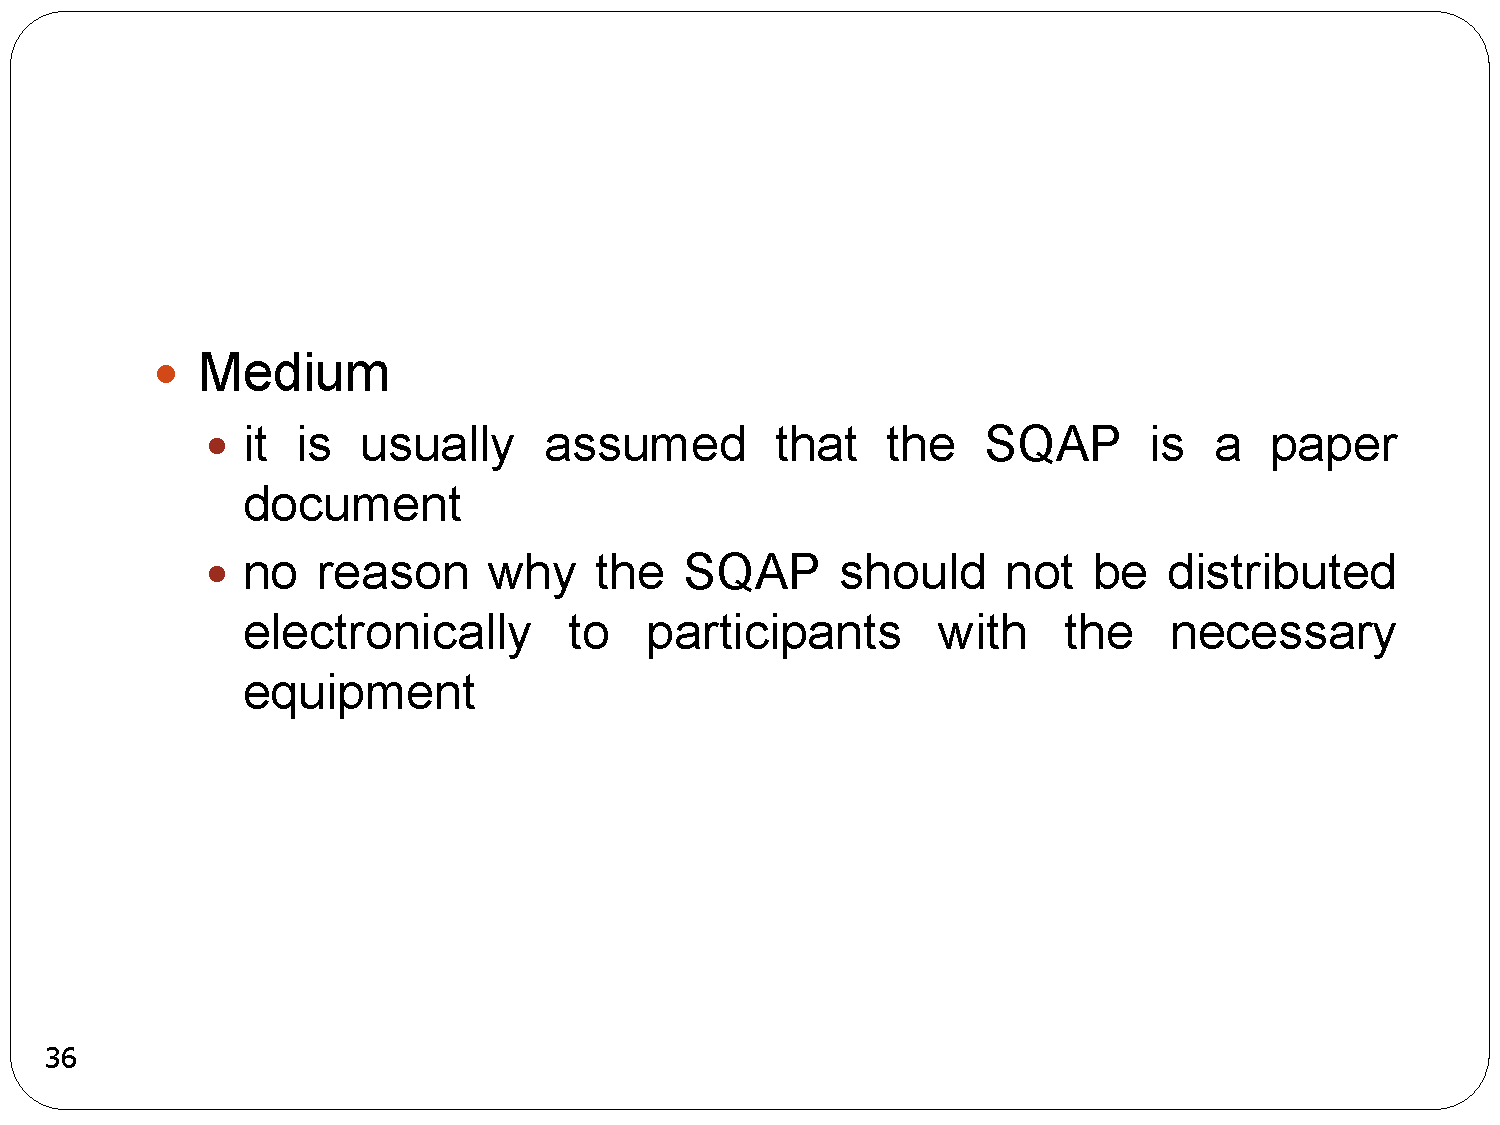 Medium
it is usually assumed that the SQAP is a paper
document
no reason why the SQAP should not be distributed
electronically to participants with the necessary
equipment
36